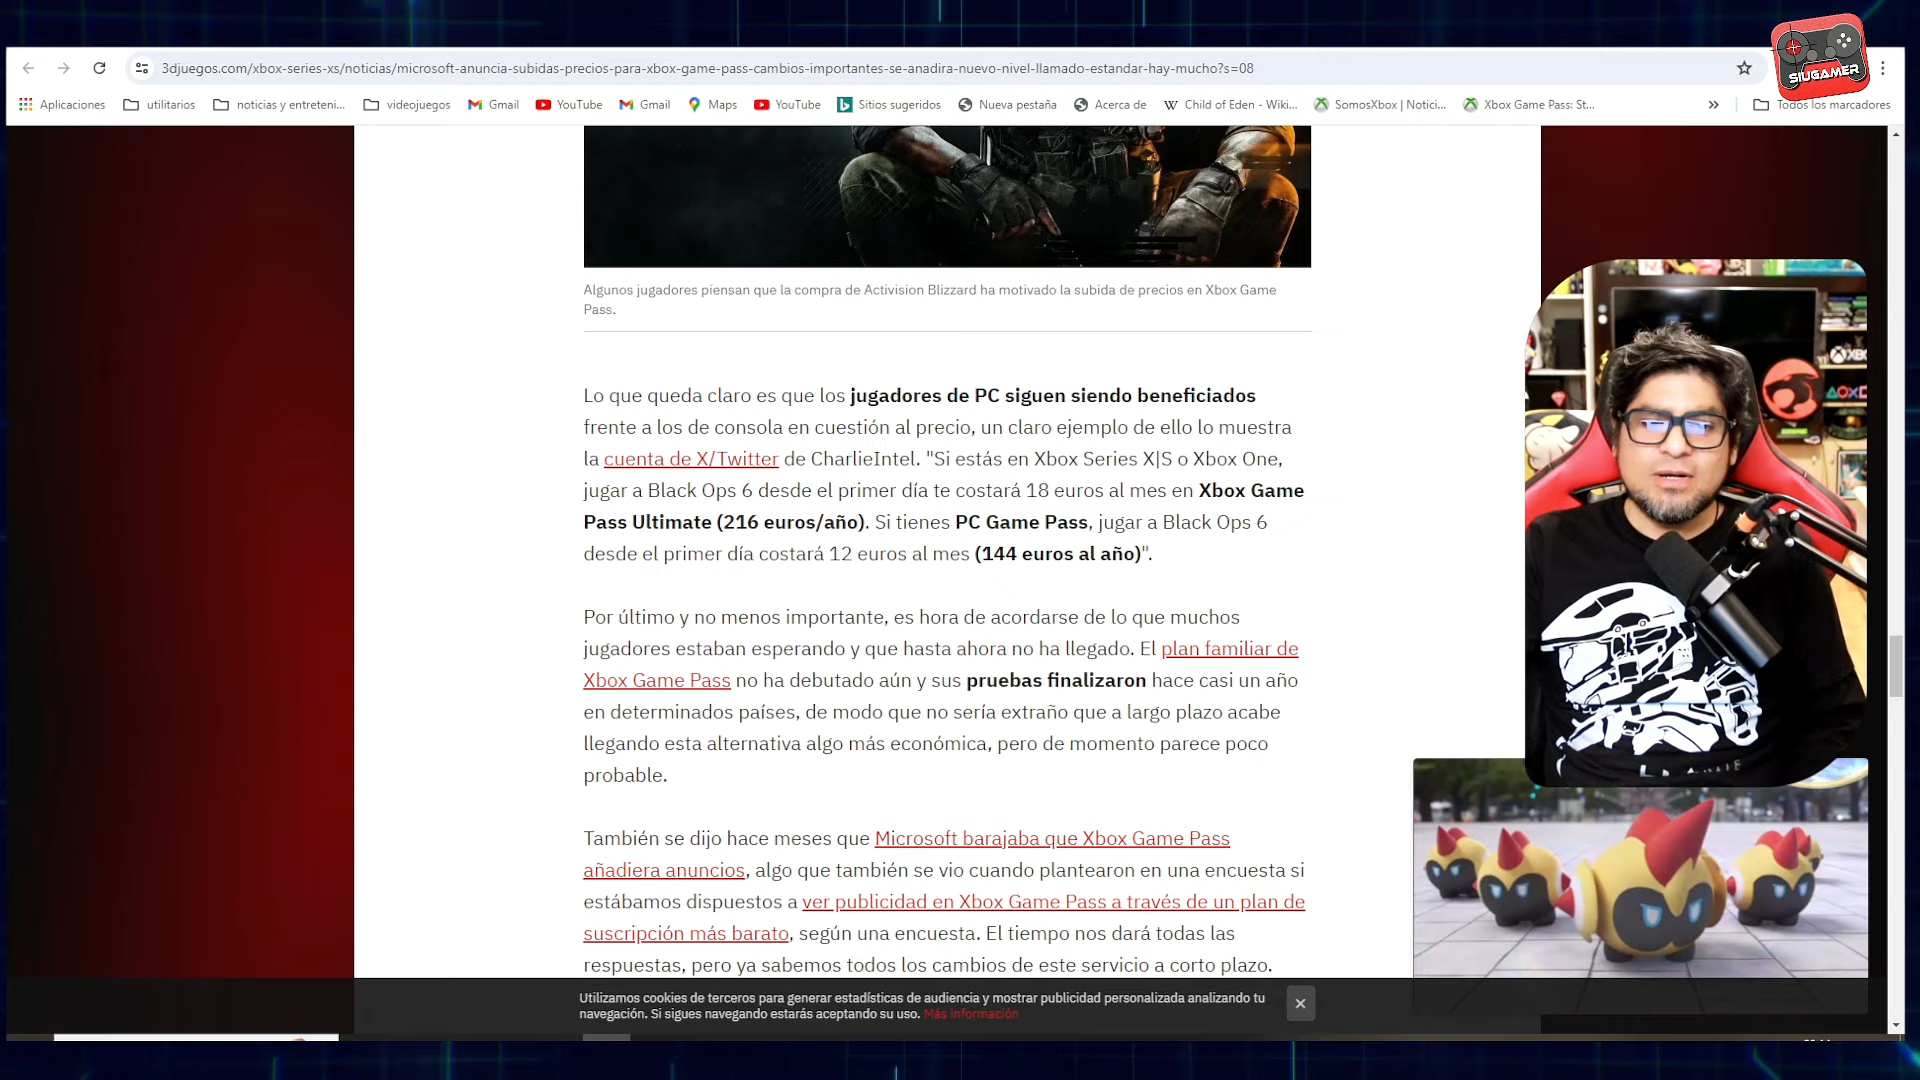 SIUGAMER
3djuegos.com/xbox-series-xs/noticias/microsoft-anuncia-subidas-precios-para-xbox-game-pass-cambios-importantes-se-anadira-nuevo-nivel-llamado-estandar-hay-mucho?s=08
Aplicaciones utilitarios noticias y entreteni... videojuegos Gmail YouTube Gmail Maps YouTube Sitios sugeridos Nueva pestaña Acerca de Child of Eden - Wiki... SomosXbox | Notici... Xbox Game Pass: St... » Todos los marcadores
Algunos jugadores piensan que la compra de Activision Blizzard ha motivado la subida de precios en Xbox Game
Pass.
Lo que queda claro es que los jugadores de PC siguen siendo beneficiados
frente a los de consola en cuestión al precio, un claro ejemplo de ello lo muestra
la cuenta de X/Twitter de CharlieIntel. "Si estás en Xbox Series X|S o Xbox One,
jugar a Black Ops 6 desde el primer día te costará 18 euros al mes en Xbox Game
Pass Ultimate (216 euros/año). Si tienes PC Game Pass, jugar a Black Ops 6
desde el primer día costará 12 euros al mes (144 euros al año)".
Por último y no menos importante, es hora de acordarse de lo que muchos
jugadores estaban esperando y que hasta ahora no ha llegado. El plan familiar de
Xbox Game Pass no ha debutado aún y sus pruebas finalizaron hace casi un año
en determinados países, de modo que no sería extraño que a largo plazo acabe
llegando esta alternativa algo más económica, pero de momento parece poco
probable.
También se dijo hace meses que Microsoft barajaba que Xbox Game Pass
añadiera anuncios, algo que también se vio cuando plantearon en una encuesta si
estábamos dispuestos a ver publicidad en Xbox Game Pass a través de un plan de
suscripción más barato, según una encuesta. El tiempo nos dará todas las
respuestas, pero ya sabemos todos los cambios de este servicio a corto plazo.
Utilizamos cookies de terceros para generar estadísticas de audiencia y mostrar publicidad personalizada analizando tu
navegación. Si sigues navegando estarás aceptando su uso. Más información